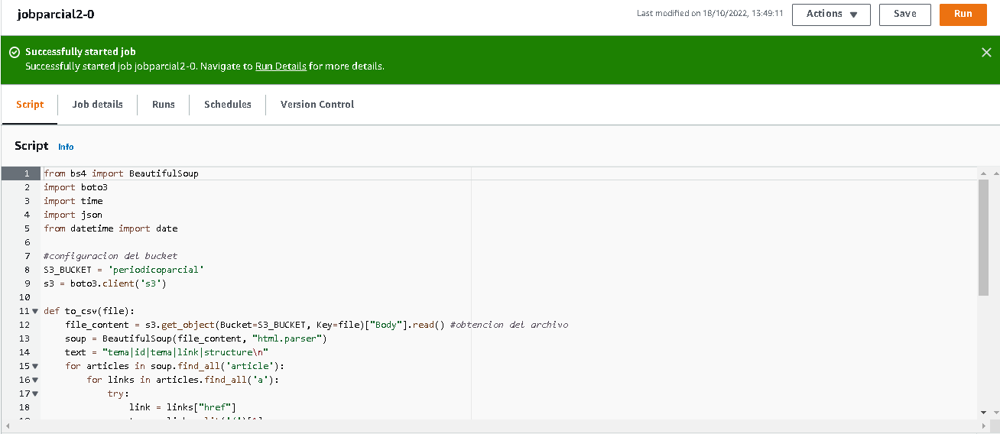 jobparcial2-0
Last modified on 18/10/2022, 13:49:11
Actions
Save
Run
Successfully started job
Successfully started job jobparcial2-0. Navigate to Run Details for more details.
Script
Job details
Runs
Schedules
Version Control
Script Info
1 from bs4 import BeautifulSoup
2 import boto3
3 import time
4 import json
5 from datetime import date
6
7 #configuracion del bucket
8 S3_BUCKET = 'periodicoparcial'
9 s3 = boto3.client('s3')
10
11 def to_csv(file):
12 file_content = s3.get_object(Bucket=S3_BUCKET, Key=file)["Body"].read() #obtencion del archivo
13 soup = BeautifulSoup(file_content, "html.parser")
14 text = "tema|id|tema|link|structure\n"
15 for articles in soup.find_all('article'):
16 for links in articles.find_all('a'):
17 try:
18 link = links["href"]